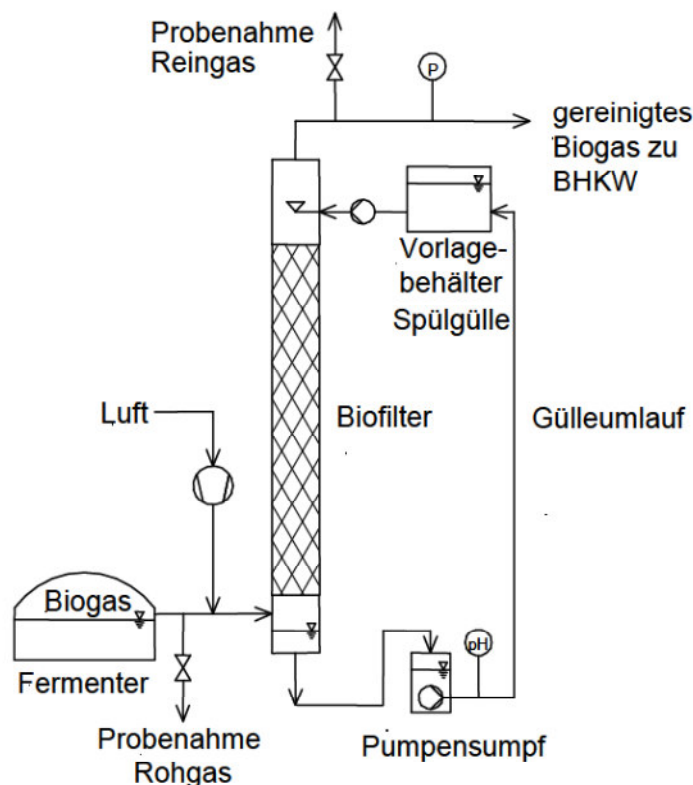 Probenahme
Reingas
P
gereinigtes
Biogas zu
BHKW
Vorlage-
behälter
Spülgülle
Luft
Biofilter
Gülleumlauf
Biogas
pH
Fermenter
Probenahme
Rohgas
Pumpensumpf